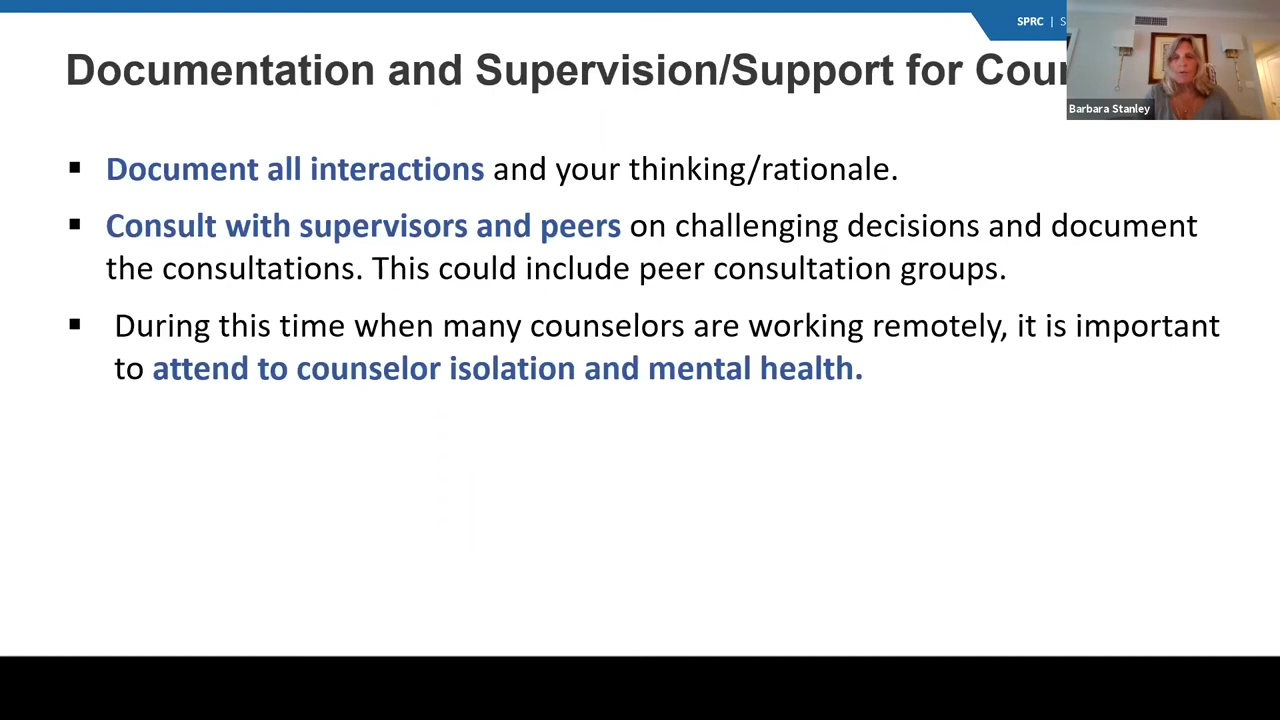 SPRC | S
Documentation and Supervision/Support for Cou
Barbara Stanley
▪ Document all interactions and your thinking/rationale.
▪ Consult with supervisors and peers on challenging decisions and document
the consultations. This could include peer consultation groups.
▪ During this time when many counselors are working remotely, it is important
to attend to counselor isolation and mental health.